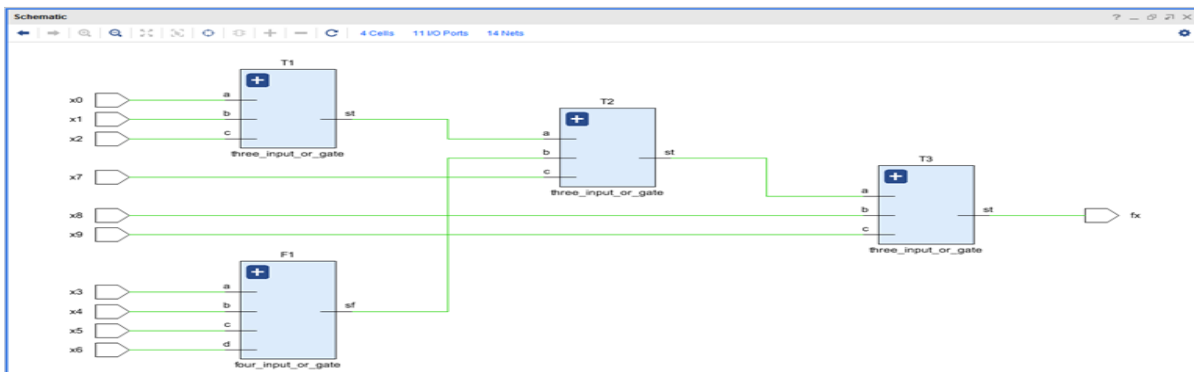 Schematic
4 Cells 11 I/O Ports 14 Nets
T1
x0 a
x1 b st
x2 c
three_input_or_gate
T2
a
b st
x7 c
three_input_or_gate
T3
a
x8 b st fx
x9 c
three_input_or_gate
F1
x3 a
x4 b sf
x5 c
x6 d
four_input_or_gate